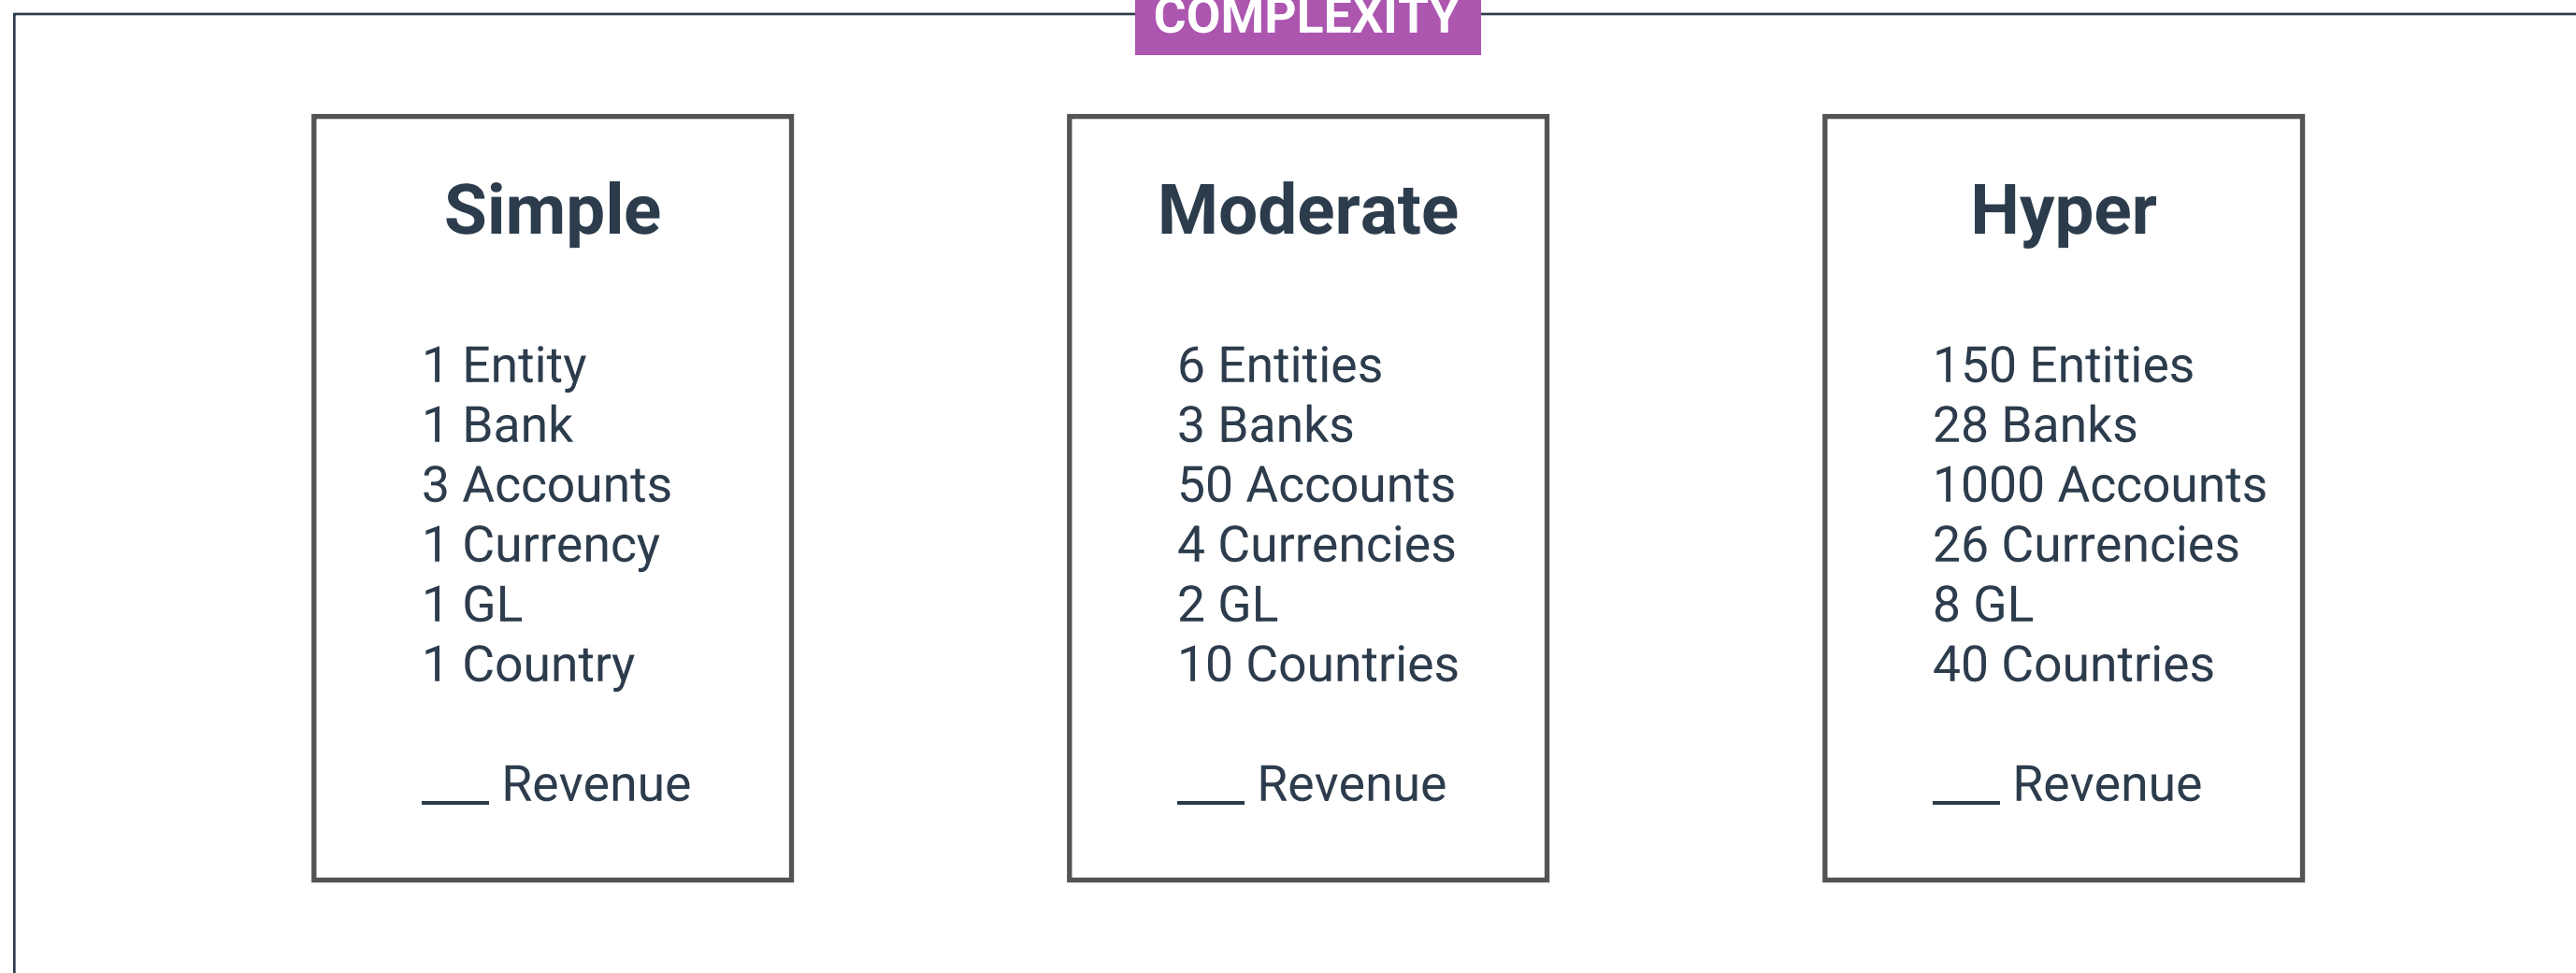 COMPLEXITY
Simple
1 Entity
1 Bank
3 Accounts
1 Currency
1 GL
1 Country
___ Revenue
Moderate
6 Entities
3 Banks
50 Accounts
4 Currencies
2 GL
10 Countries
___ Revenue
Hyper
150 Entities
28 Banks
1000 Accounts
26 Currencies
8 GL
40 Countries
___ Revenue